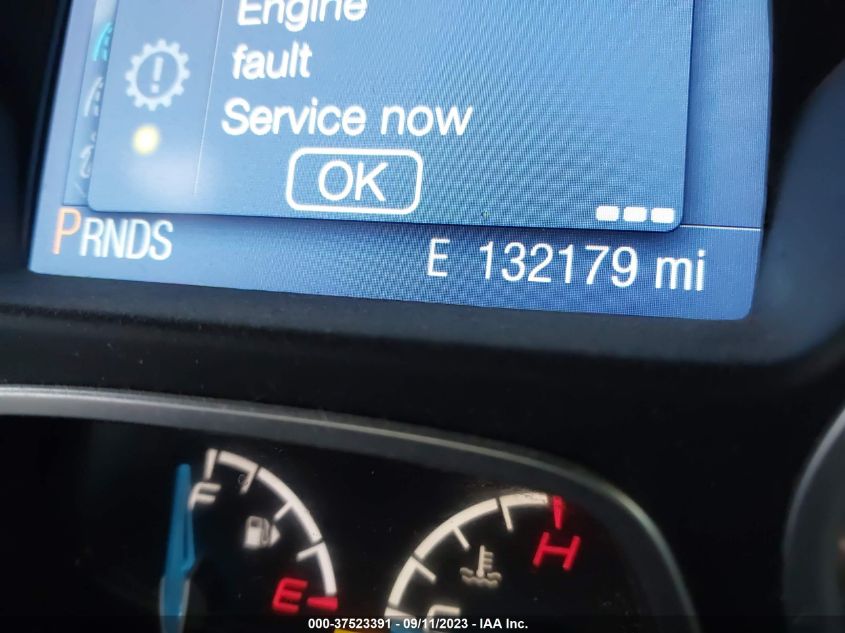 Engine
fault
Service now
OK
PRNDS
E 132179 mi
F
E
H
C
000-37523391 - 09/11/2023 - IAA Inc.